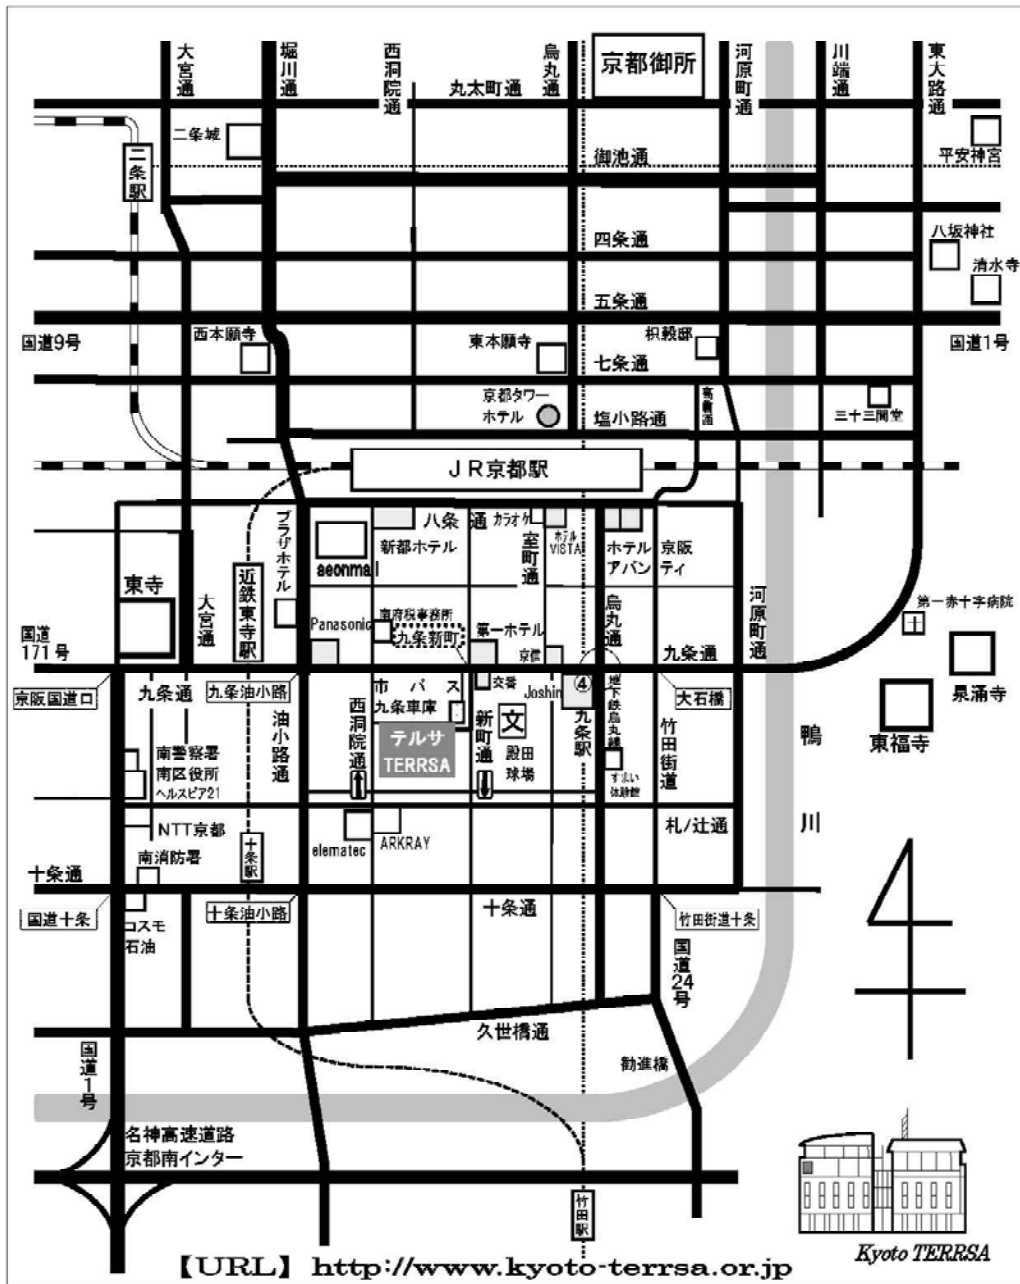 大宮通
堀川通
西洞院通
烏丸通
京都御所
河原町通
川端通
東大路通
丸太町通
二条城
二条駅
御池通
平安神宮
四条通
八坂神社
清水寺
五条通
国道9号
西本願寺
東本願寺
枳殻邸
国道1号
七条通
京都タワー
ホテル
塩小路通
高倉通
三十三間堂
JR京都駅
八条通
カラオケ
プラザホテル
aeonmall
新都ホテル
室町通
ホテル
VISTA
ホテル
アバン
京阪
ティ
東寺
大宮通
近鉄東寺駅
烏丸通
河原町通
第一赤十字病院
Panasonic
南府税事務所
九条新町
第一ホテル
京信
九条通
国道
171号
泉涌寺
京阪国道口
九条通
九条油小路
市バス
九条車庫
交番
Joshin
④
九条駅
地下鉄烏丸線
大石橋
東福寺
油小路通
西洞院通
テルサ
TERRSA
新町通
文
殿田
球場
すまい
体験館
竹田街道
鴨川
南警察署
南区役所
ヘルスピア21
NTT京都
十条駅
elematec
ARKRAY
札ノ辻通
南消防署
十条通
国道十条
十条油小路
十条通
竹田街道十条
コスモ
石油
国道24号
久世橋通
勧進橋
国道1号
名神高速道路
京都南インター
竹田駅
Kyoto TERRSA
【URL】 http://www.kyoto-terrsa.or.jp